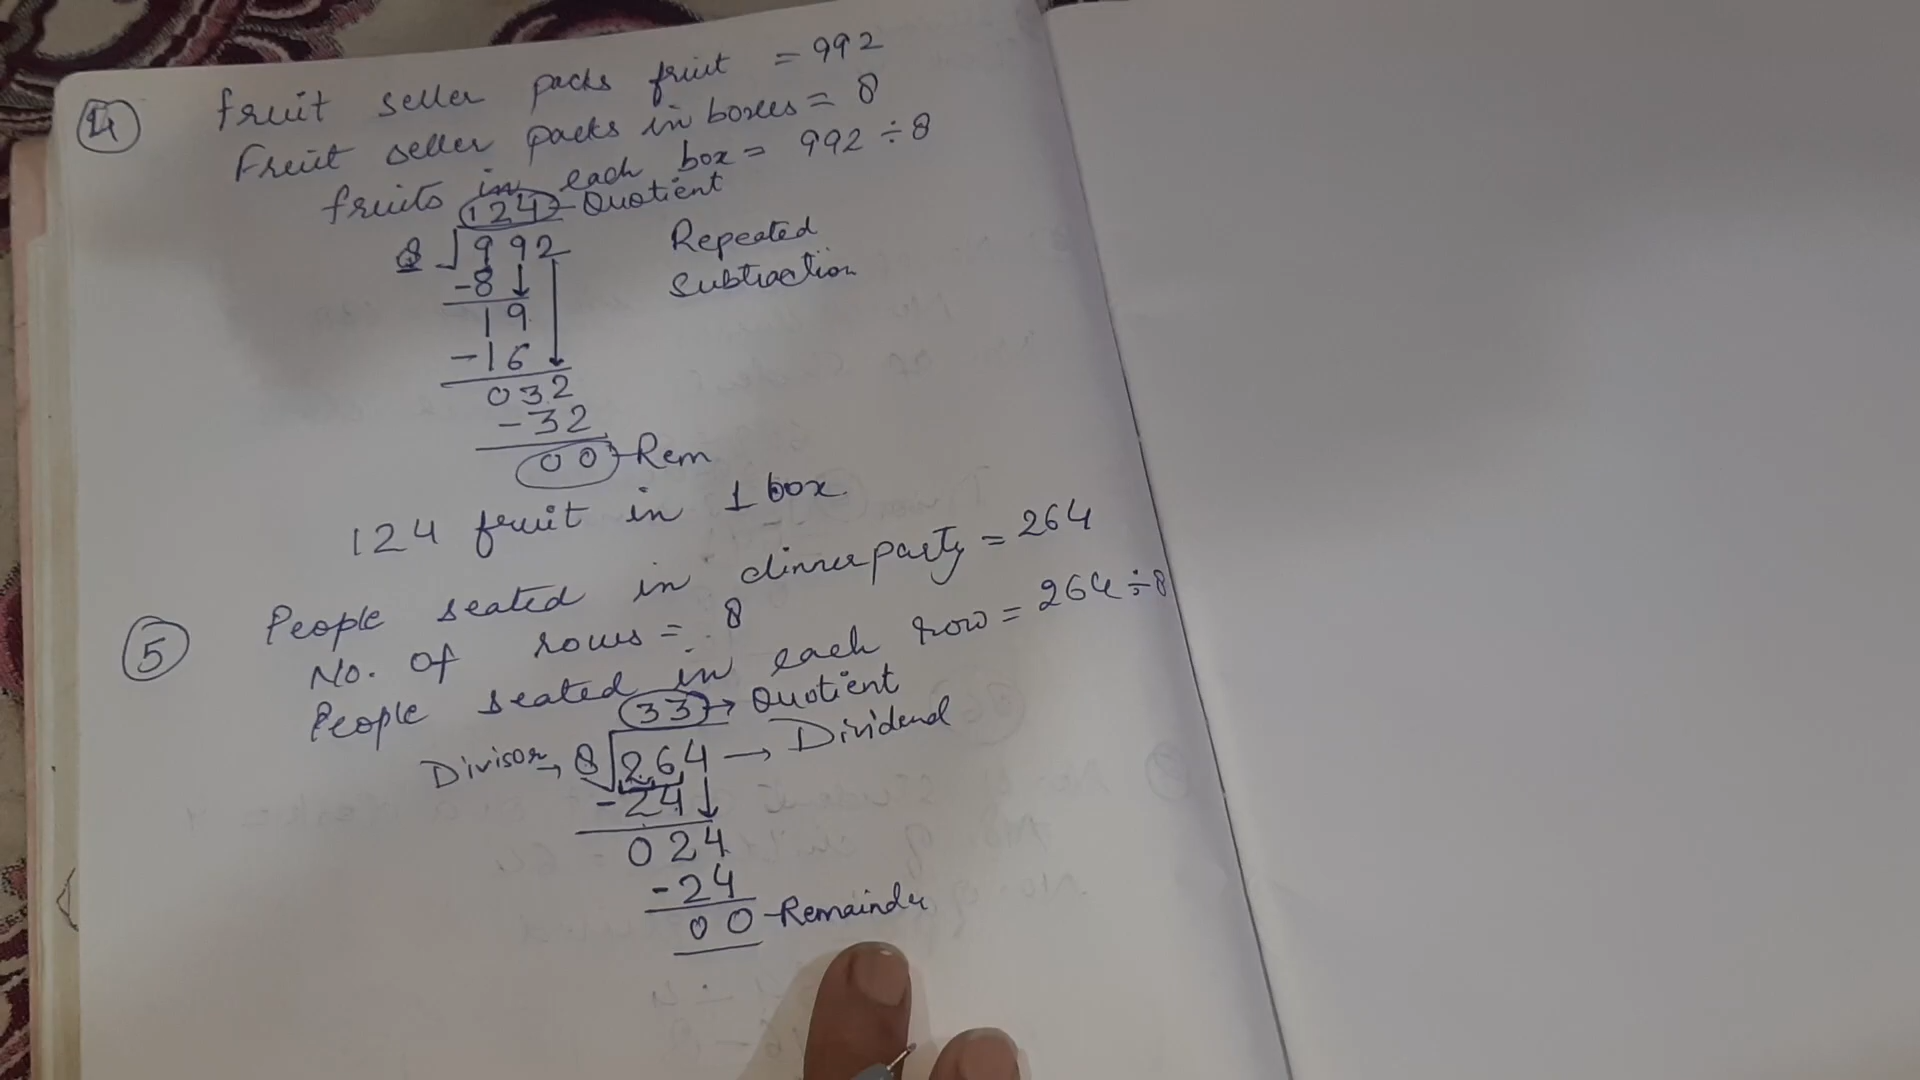 4 fruit seller packs fruit = 992
Fruit seller packs in boxes = 8
fruits in each box = 992 ÷ 8
124 - Quotient
8 992
Repeated
-8
Subtraction
19
-16
032
-32
00 - Rem
124 fruit in 1 box.
5 People seated in dinner party = 264
No. of rows = 8
People seated in each row = 264 ÷ 8
33 → Quotient
Divisor → 8 264 → Dividend
-24
024
-24
00 - Remainder